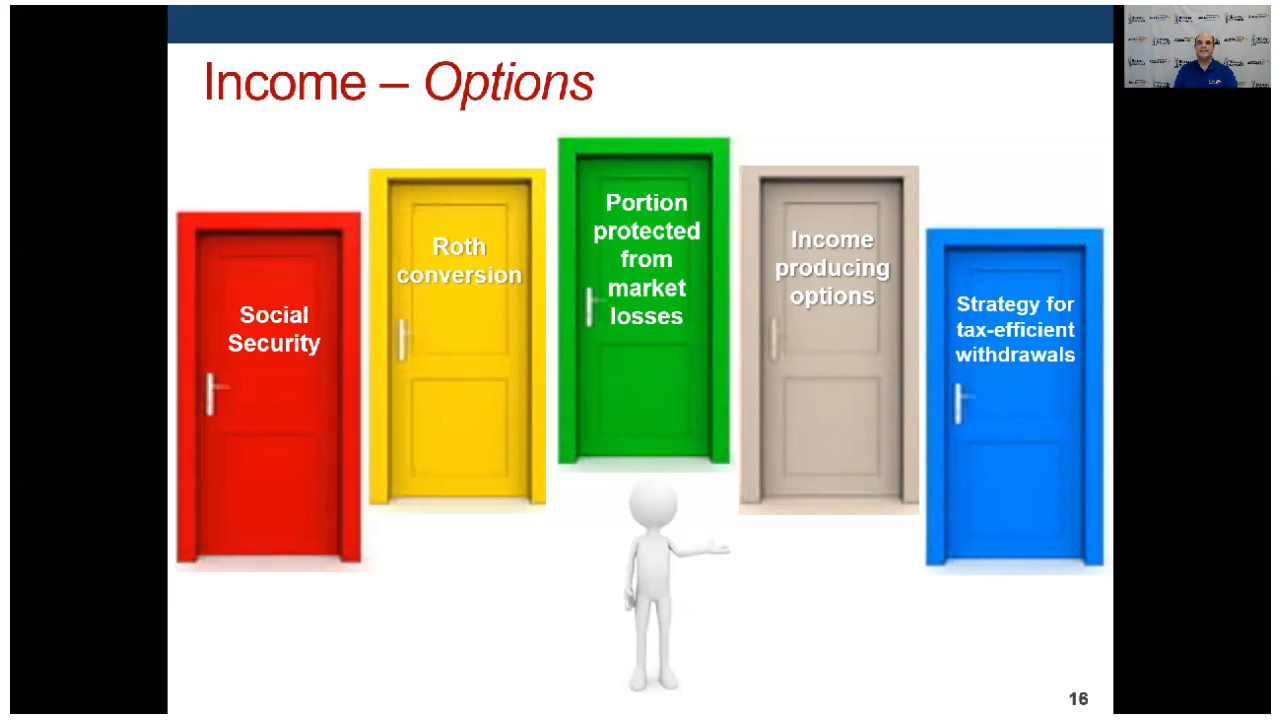 Income – Options
Social
Security
Roth
conversion
Portion
protected
from
market
losses
Income
producing
options
Strategy for
tax-efficient
withdrawals
16